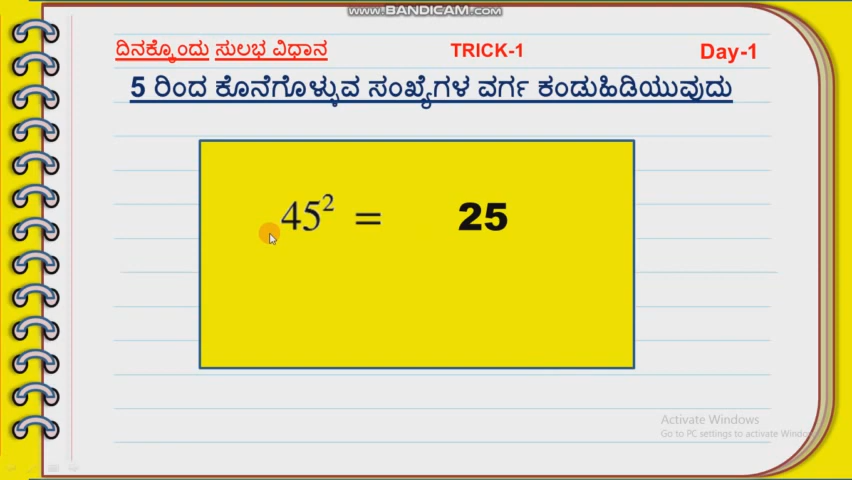 www.BANDICAM.com
ದಿನಕ್ಕೊಂದು ಸುಲಭ ವಿಧಾನ TRICK-1 Day-1
5 ರಿಂದ ಕೊನೆಗೊಳ್ಳುವ ಸಂಖ್ಯೆಗಳ ವರ್ಗ ಕಂಡುಹಿಡಿಯುವುದು
45² = 25
Activate Windows
Go to PC settings to activate Windows